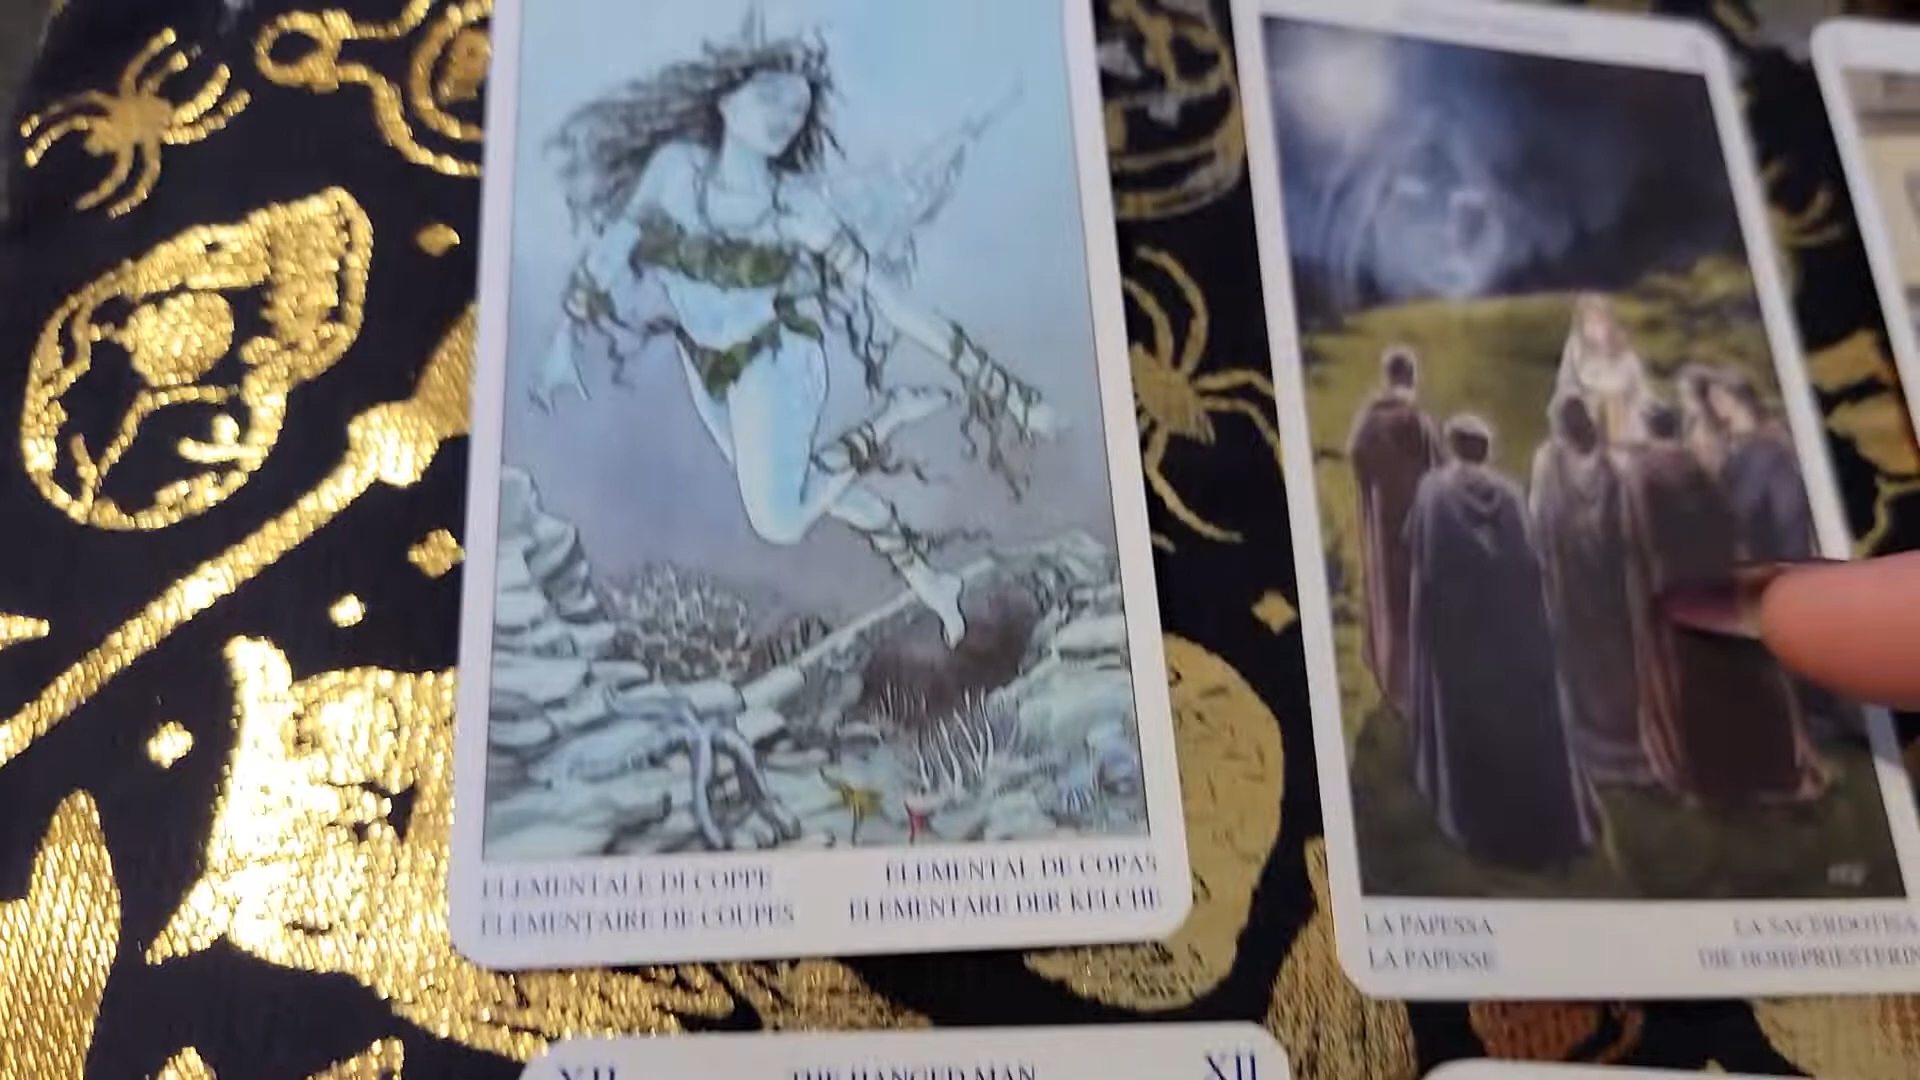 ELEMENTALE DI COPPE ELEMENTAL DE COPAS
ELEMENTAIRE DE COUPES ELEMENTARE DER KELCHE
LA PAPESSA LA SACERDOTISA
LA PAPESSE DIE HOHEPRIESTERIN
XII THE HANGED MAN XII